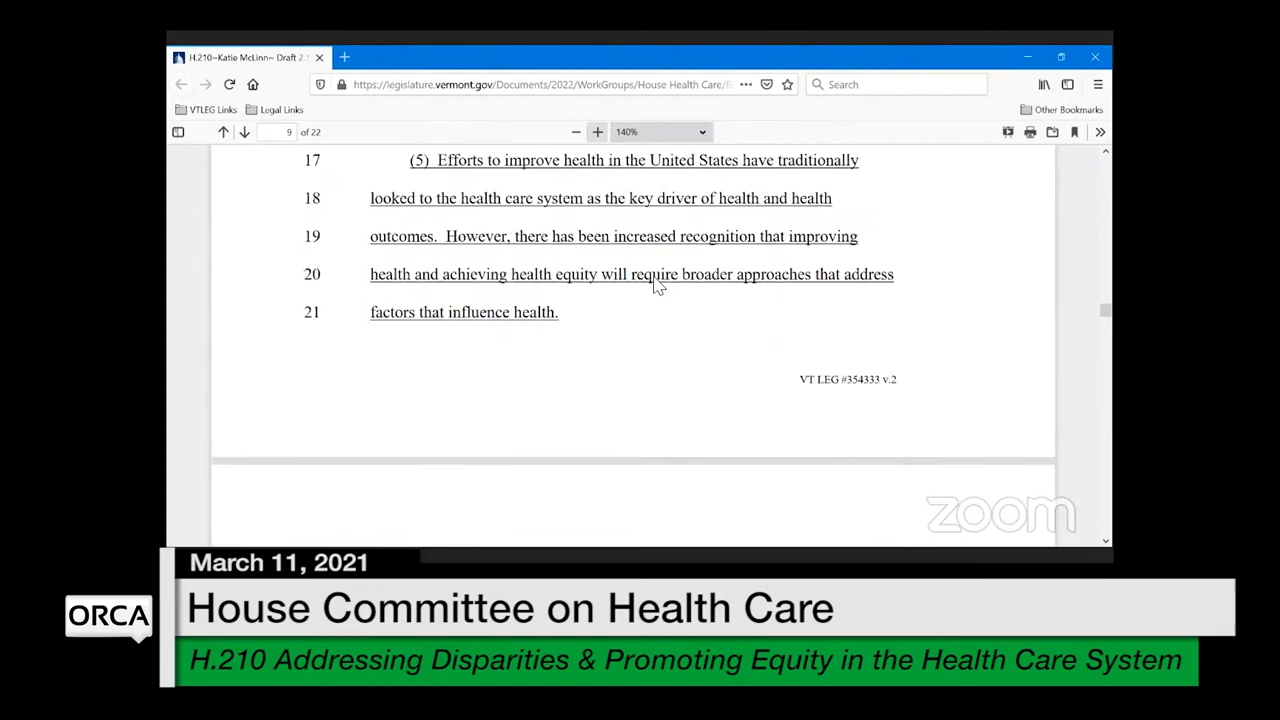 H.210~Katie McLinn~ Draft 2.1
https://legislature.vermont.gov/Documents/2022/WorkGroups/House Health Care/B
Search
VTLEG Links
Legal Links
Other Bookmarks
9 of 22
140%
17 (5) Efforts to improve health in the United States have traditionally
18 looked to the health care system as the key driver of health and health
19 outcomes. However, there has been increased recognition that improving
20 health and achieving health equity will require broader approaches that address
21 factors that influence health.
VT LEG #354333 v.2
zoom
March 11, 2021
ORCA
House Committee on Health Care
H.210 Addressing Disparities & Promoting Equity in the Health Care System